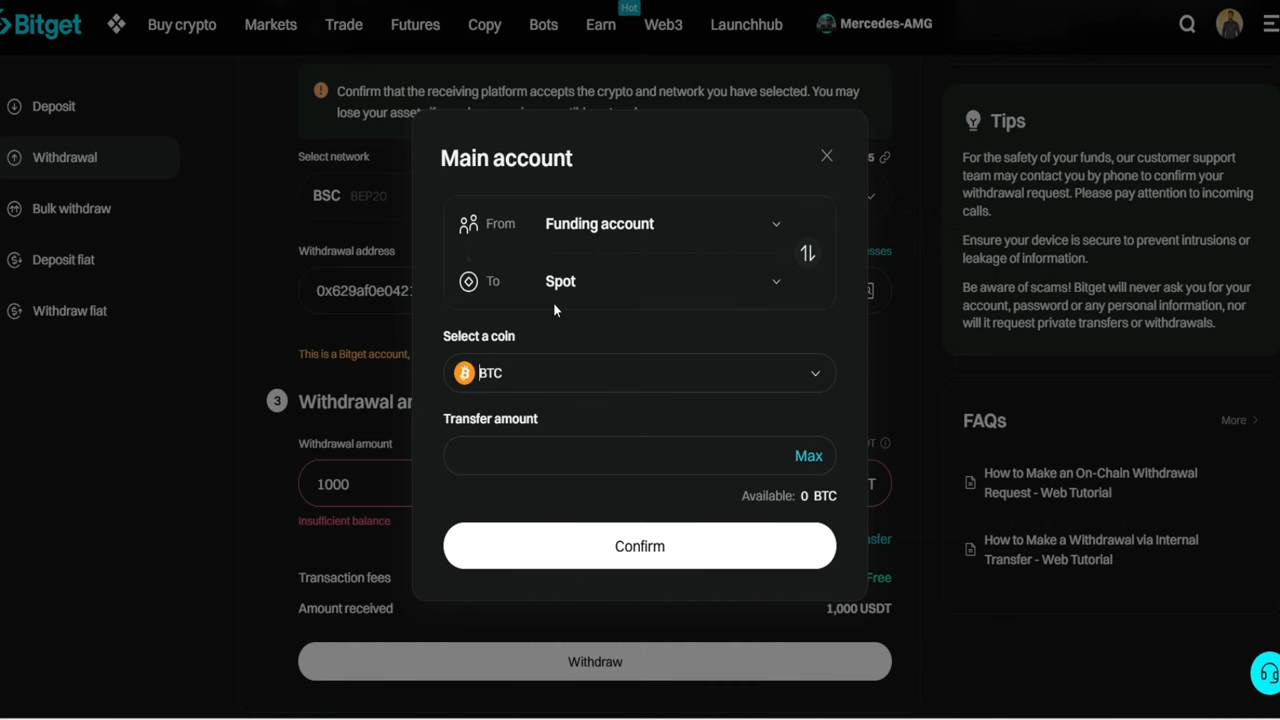 Bitget
Buy crypto
Markets
Trade
Futures
Copy
Bots
Earn
Hot
Web3
Launchhub
Mercedes-AMG
Deposit
Withdrawal
Bulk withdraw
Deposit fiat
Withdraw fiat
Confirm that the receiving platform accepts the crypto and network you have selected. You may
lose your asset
Select network
5
BSC BEP20
Withdrawal address
esses
0x629af0e0421
This is a Bitget account,
3 Withdrawal ar
Withdrawal amount
DT
1000
T
Insufficient balance
nsfer
Transaction fees
Free
Amount received
1,000 USDT
Withdraw
Main account
From Funding account
To Spot
Select a coin
BTC
Transfer amount
Max
Available: 0 BTC
Confirm
Tips
For the safety of your funds, our customer support
team may contact you by phone to confirm your
withdrawal request. Please pay attention to incoming
calls.
Ensure your device is secure to prevent intrusions or
leakage of information.
Be aware of scams! Bitget will never ask you for your
account, password or any personal information, nor
will it request private transfers or withdrawals.
FAQs
More
How to Make an On-Chain Withdrawal
Request - Web Tutorial
How to Make a Withdrawal via Internal
Transfer - Web Tutorial